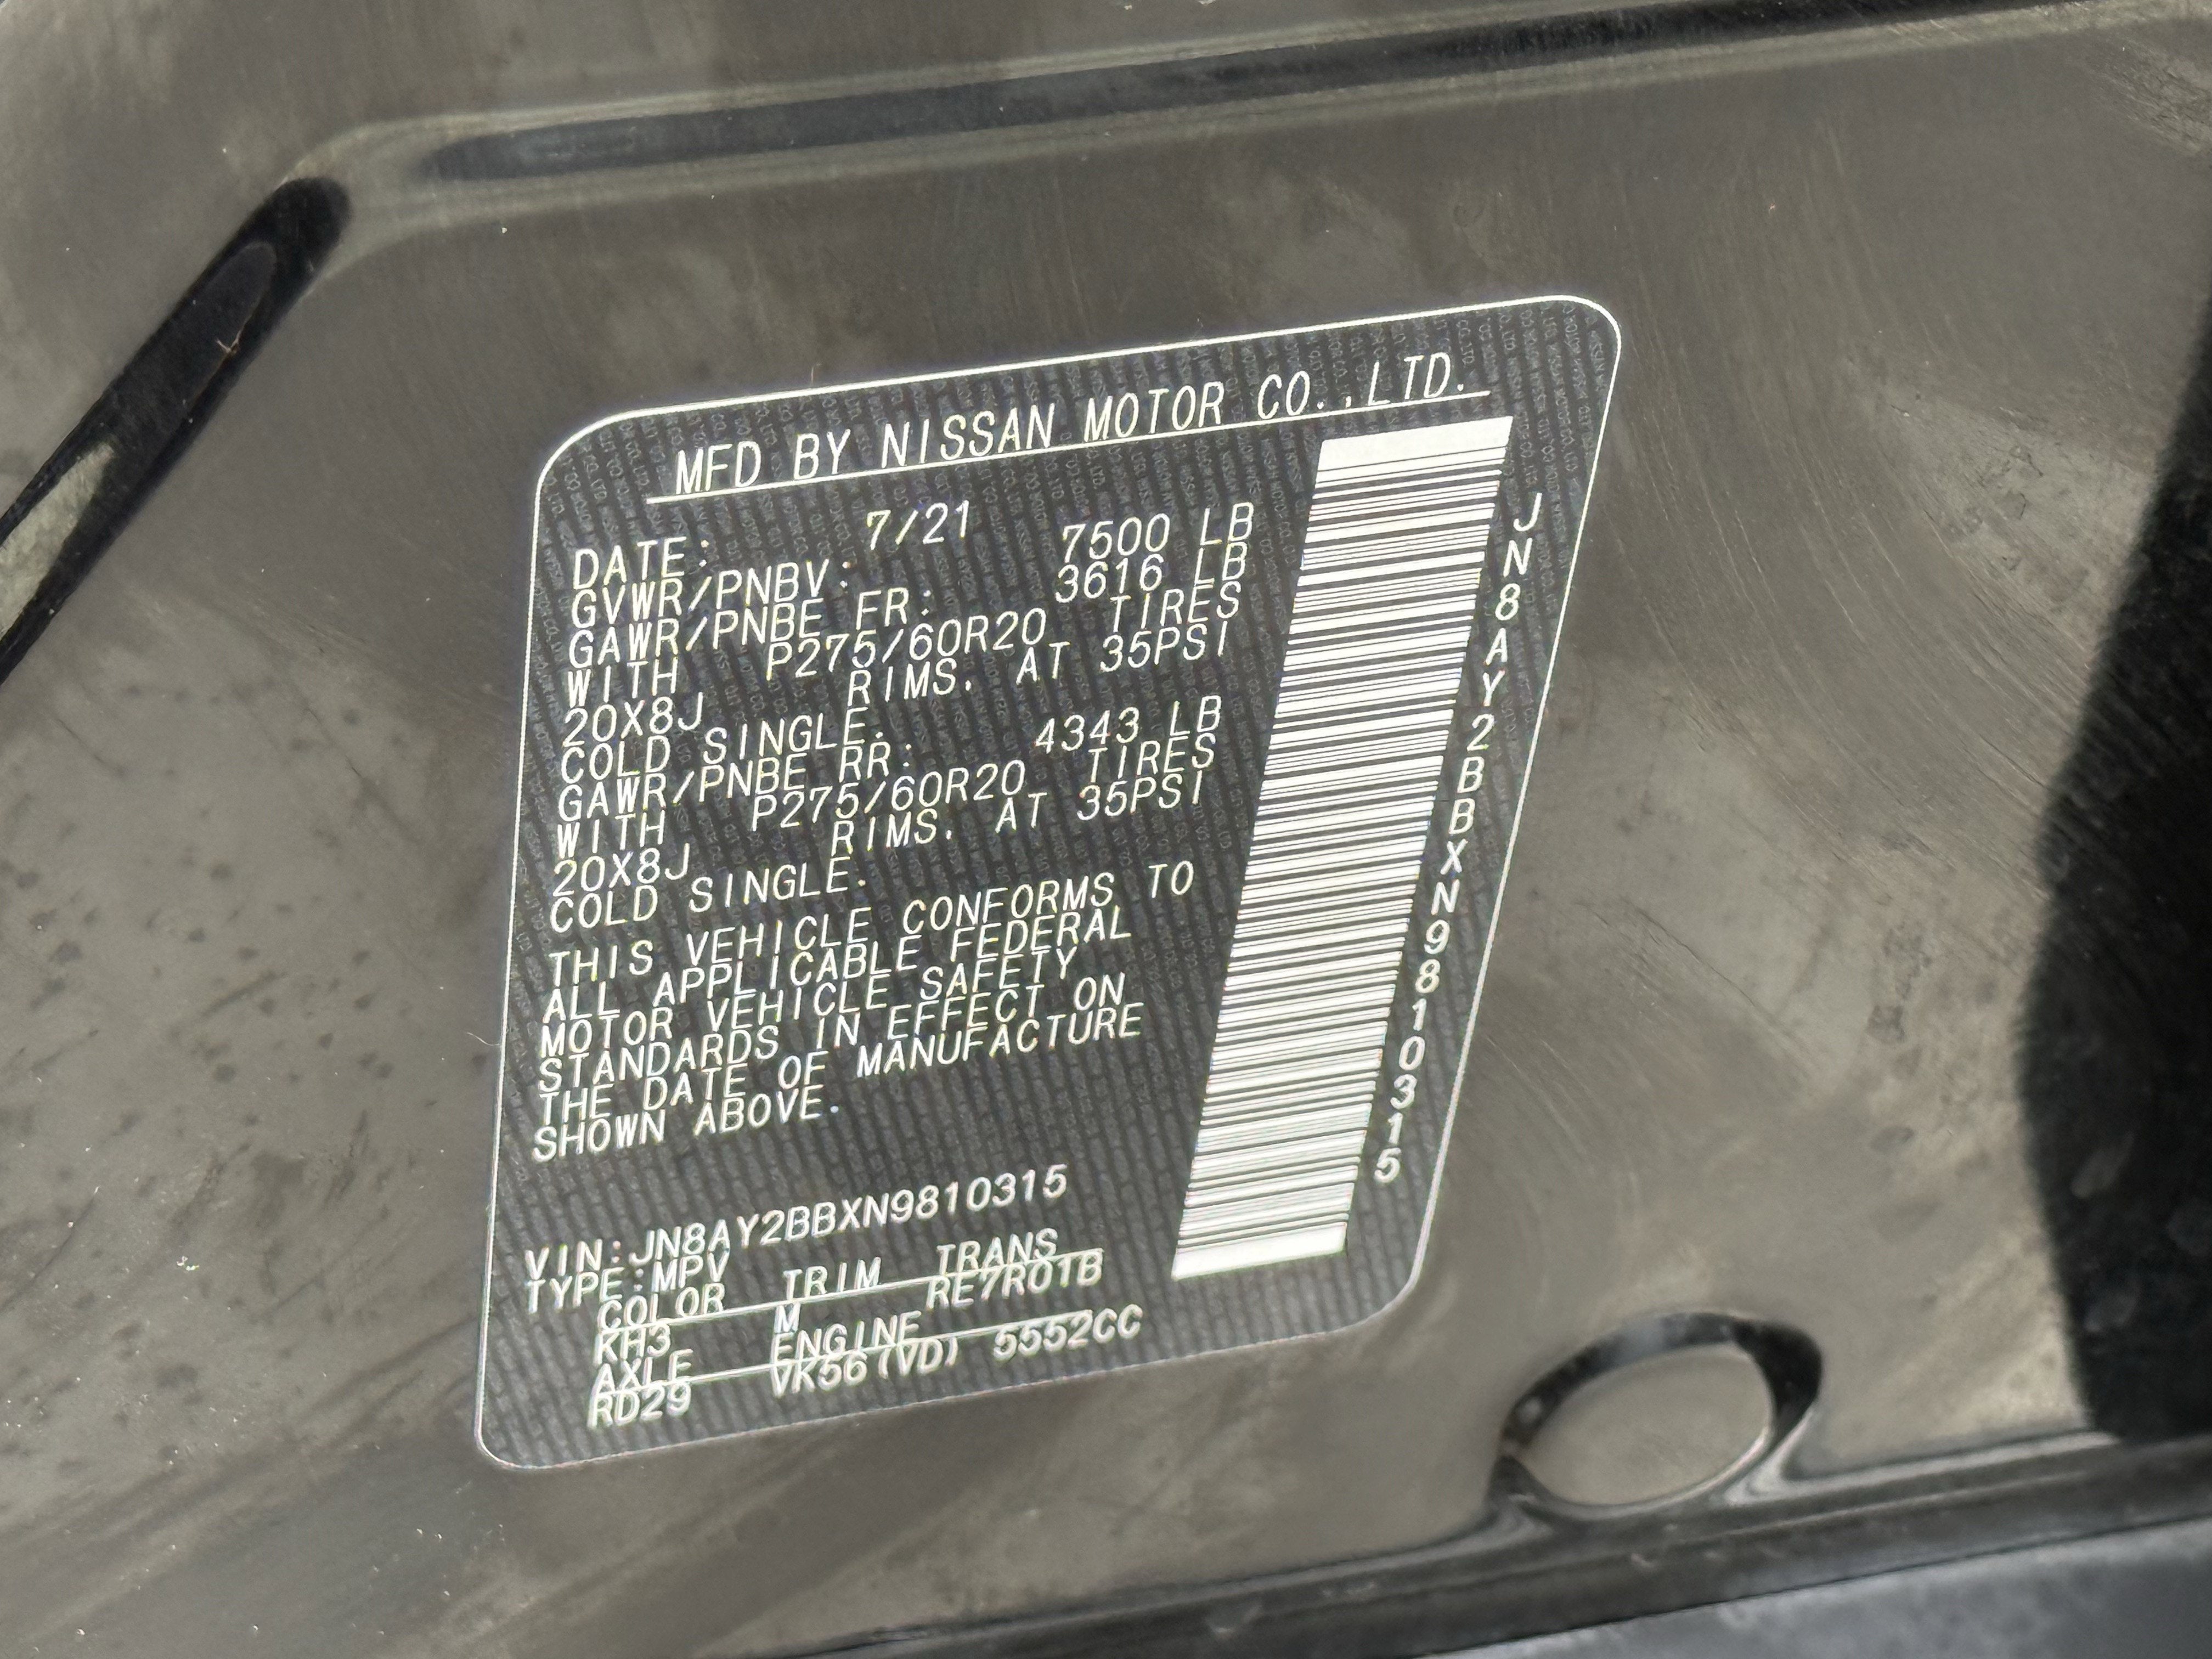 MFD BY NISSAN MOTOR CO.,LTD.
DATE: 7/21
GVWR/PNBV: 7500 LB
GAWR/PNBE FR: 3616 LB
WITH P275/60R20 TIRES
20X8J RIMS. AT 35PSI
COLD SINGLE.
GAWR/PNBE RR: 4343 LB
WITH P275/60R20 TIRES
20X8J RIMS. AT 35PSI
COLD SINGLE.
THIS VEHICLE CONFORMS TO
ALL APPLICABLE FEDERAL
MOTOR VEHICLE SAFETY
STANDARDS IN EFFECT ON
THE DATE OF MANUFACTURE
SHOWN ABOVE.
VIN:JN8AY2BBXN9810315
TYPE:MPV
COLOR TRIM TRANS
KH3 M RE7R01B
AXLE ENGINE
RD29 VK56(VD) 5552CC
JN8AY2BBXN9810315